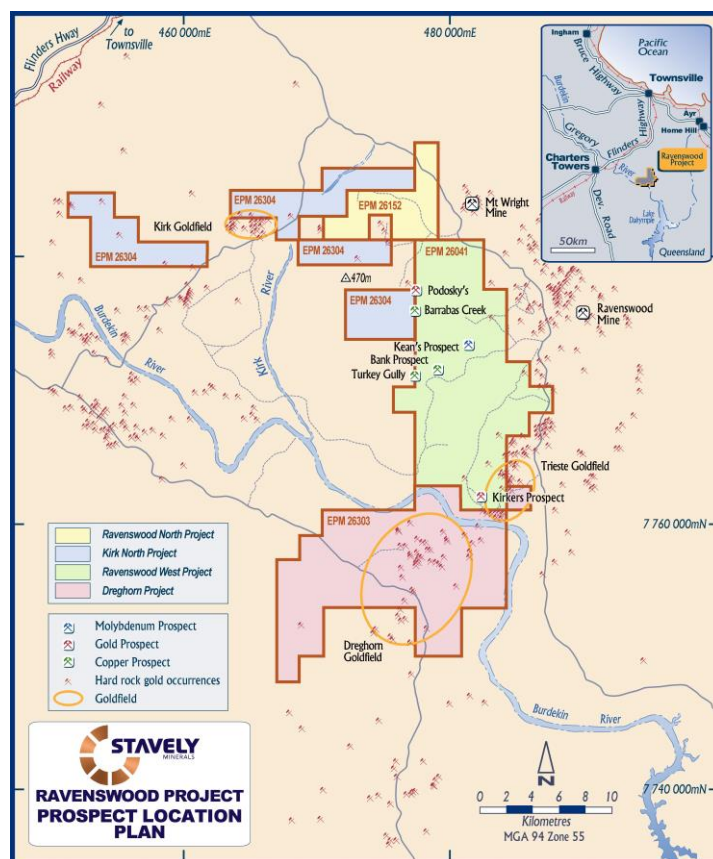 460 000mE
480 000mE
to
Townsville
Flinders Hwy
Railway
Ingham
Bruce Highway
Pacific
Ocean
Townsville
Burdekin
Ayr
Home Hill
Gregory
Flinders
Highway
Charters
Towers
River
Ravenswood
Project
Dev. Road
Lake
Dalrymple
50km
Queensland
EPM 26304
EPM 26152
Mt Wright
Mine
Kirk Goldfield
EPM 26304
EPM 26304
EPM 26041
470m
River
EPM 26304
Podosky's
Barrabas Creek
Ravenswood
Mine
Burdekin
Kean's Prospect
Bank Prospect
Turkey Gully
River
Kirk
Trieste Goldfield
Kirkers Prospect
EPM 26303
7 760 000mN
Ravenswood North Project
Kirk North Project
Ravenswood West Project
Dreghorn Project
Molybdenum Prospect
Gold Prospect
Copper Prospect
Hard rock gold occurrences
Goldfield
Dreghorn
Goldfield
Burdekin
River
STAVELY
MINERALS
RAVENSWOOD PROJECT
PROSPECT LOCATION
PLAN
N
0 2 4 6 8 10
Kilometres
MGA 94 Zone 55
7 740 000mN